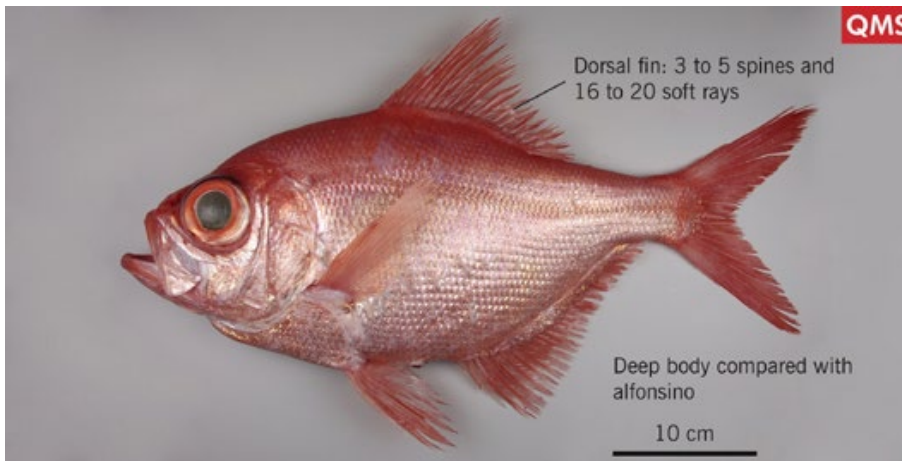 QMS
Dorsal fin: 3 to 5 spines and
16 to 20 soft rays
Deep body compared with
alfonsino
10 cm